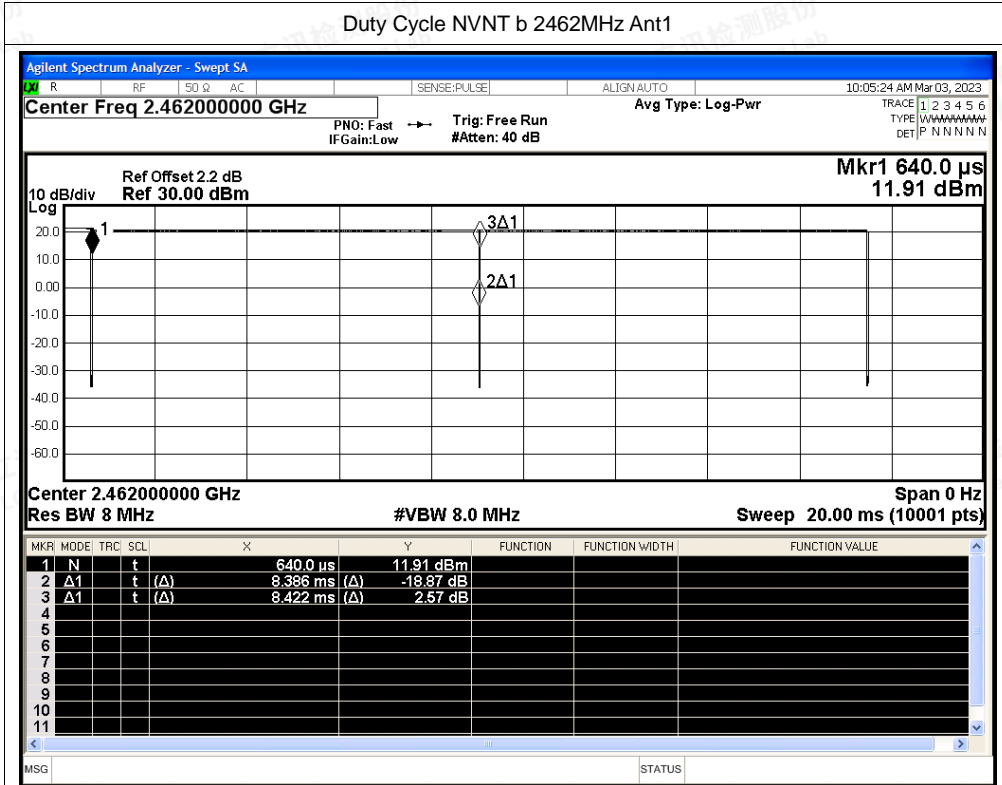 Duty Cycle NVNT b 2462MHz Ant1
Agilent Spectrum Analyzer - Swept SA
LXI R RF 50 Ω AC SENSE:PULSE ALIGN AUTO 10:05:24 AM Mar 03, 2023
Center Freq 2.462000000 GHz Avg Type: Log-Pwr TRACE 1 2 3 4 5 6
PNO: Fast Trig: Free Run TYPE WWWWWW
IFGain:Low #Atten: 40 dB DET P N N N N N
Mkr1 640.0 µs
Ref Offset 2.2 dB
10 dB/div Ref 30.00 dBm 11.91 dBm
Log
20.0
10.0
0.00
-10.0
-20.0
-30.0
-40.0
-50.0
-60.0
1
3Δ1
2Δ1
Center 2.462000000 GHz Span 0 Hz
Res BW 8 MHz #VBW 8.0 MHz Sweep 20.00 ms (10001 pts)
MKR MODE TRC SCL X Y FUNCTION FUNCTION WIDTH FUNCTION VALUE
1 N t 640.0 µs 11.91 dBm
2 Δ1 t (Δ) 8.386 ms (Δ) -18.87 dB
3 Δ1 t (Δ) 8.422 ms (Δ) 2.57 dB
4
5
6
7
8
9
10
11
MSG STATUS